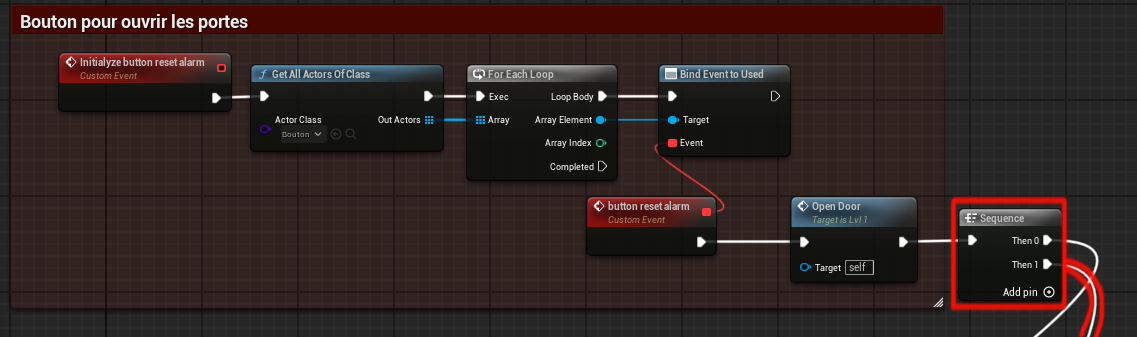 Bouton pour ouvrir les portes
Initialyze button reset alarm
Custom Event
Get All Actors Of Class
Actor Class
Bouton
Out Actors
For Each Loop
Exec
Loop Body
Array
Array Element
Array Index
Completed
Bind Event to Used
Target
Event
button reset alarm
Custom Event
Open Door
Target is Lvl 1
Target self
Sequence
Then 0
Then 1
Add pin